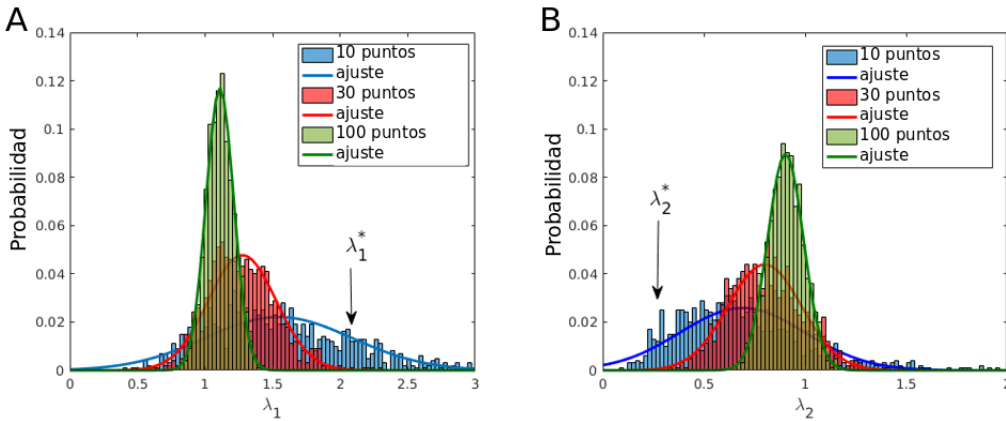 A
0.14
0.12
0.1
0.08
0.06
0.04
0.02
0
Probabilidad
10 puntos
ajuste
30 puntos
ajuste
100 puntos
ajuste
λ₁*
0 0.5 1 1.5 2 2.5 3
λ₁
B
0.14
0.12
0.1
0.08
0.06
0.04
0.02
0
Probabilidad
10 puntos
ajuste
30 puntos
ajuste
100 puntos
ajuste
λ₂*
0 0.5 1 1.5 2
λ₂